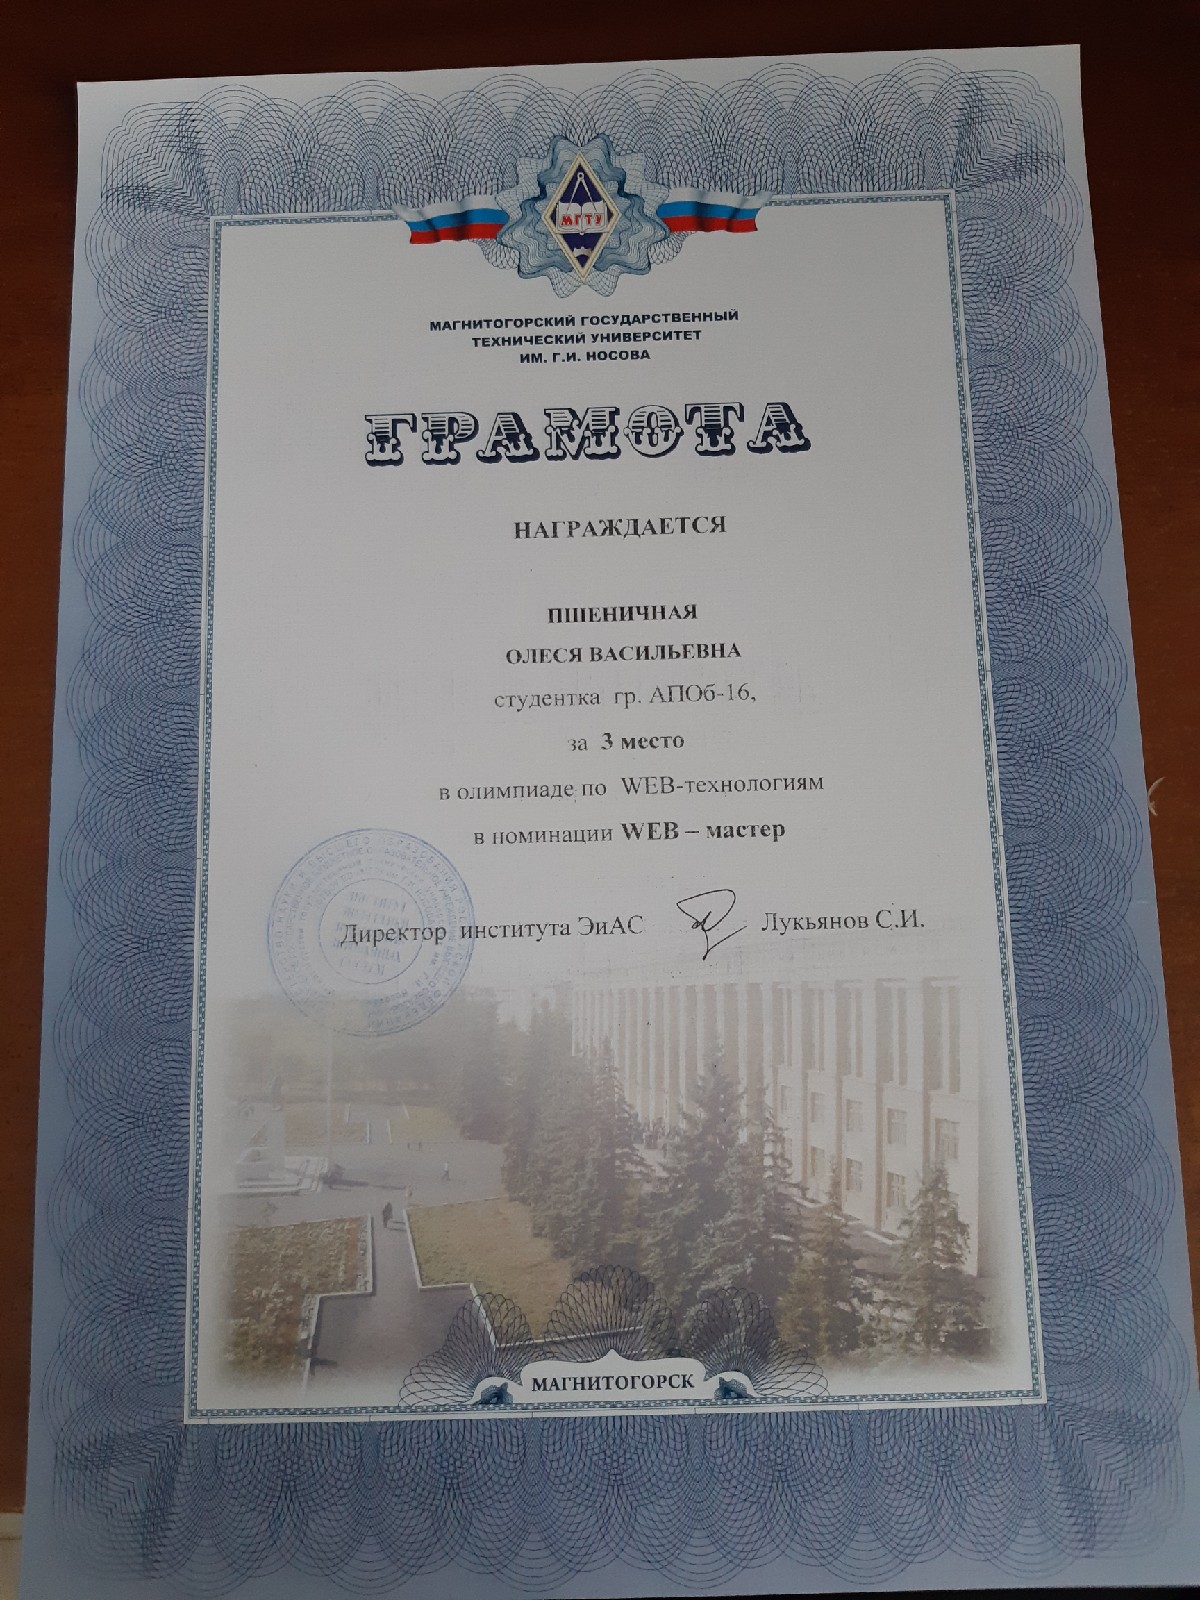 МГТУ
МАГНИТОГОРСКИЙ ГОСУДАРСТВЕННЫЙ
ТЕХНИЧЕСКИЙ УНИВЕРСИТЕТ
ИМ. Г.И. НОСОВА
ГРАМОТА
НАГРАЖДАЕТСЯ
ПШЕНИЧНАЯ
ОЛЕСЯ ВАСИЛЬЕВНА
студентка гр. АПОб-16,
за 3 место
в олимпиаде по WEB-технологиям
в номинации WEB – мастер
Директор института ЭиАС Лукьянов С.И.
МАГНИТОГОРСК